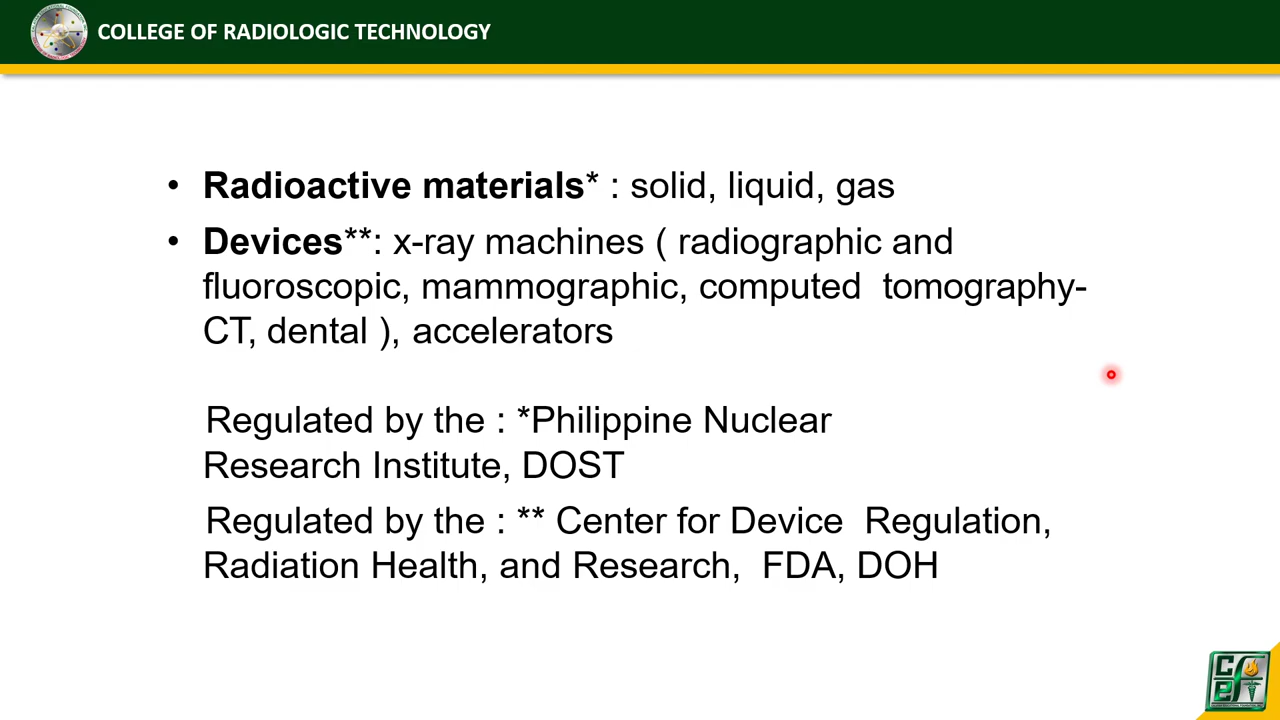 COLLEGE OF RADIOLOGIC TECHNOLOGY
• Radioactive materials* : solid, liquid, gas
• Devices**: x-ray machines ( radiographic and
fluoroscopic, mammographic, computed tomography-
CT, dental ), accelerators
Regulated by the : *Philippine Nuclear
Research Institute, DOST
Regulated by the : ** Center for Device Regulation,
Radiation Health, and Research, FDA, DOH